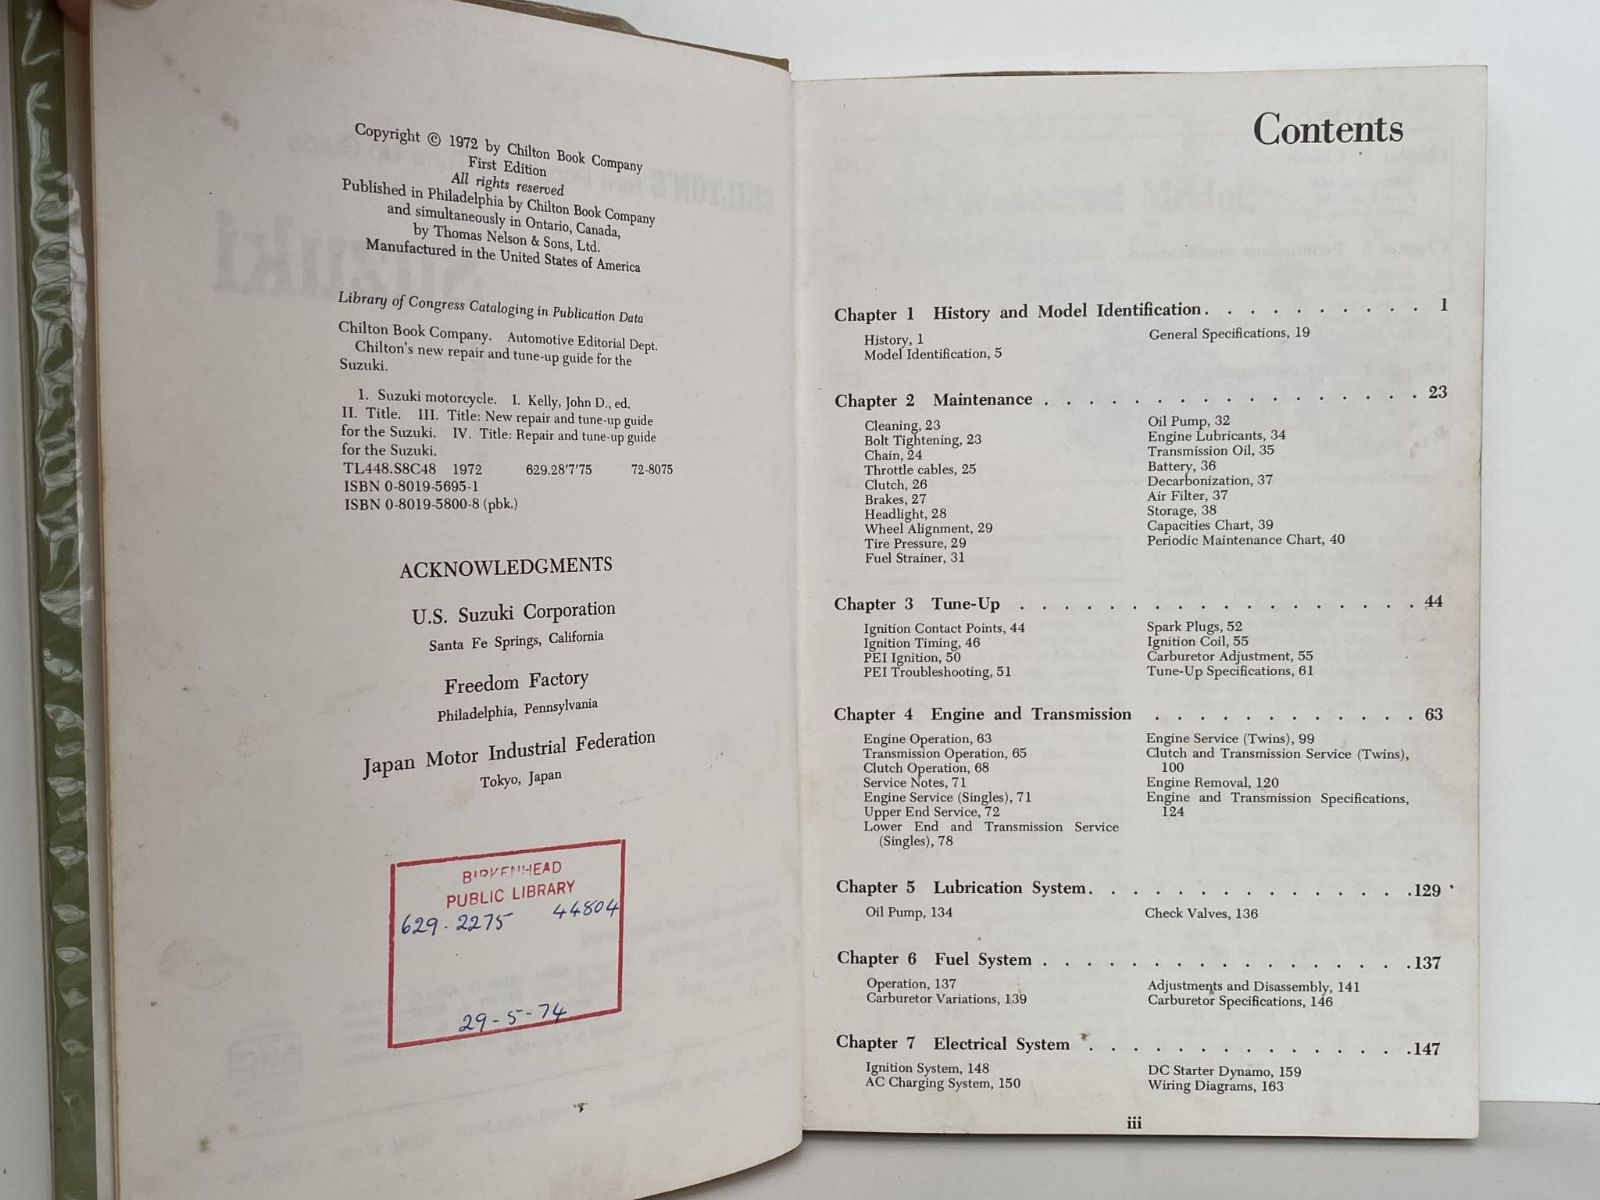 Copyright © 1972 by Chilton Book Company
First Edition
All rights reserved
Published in Philadelphia by Chilton Book Company
and simultaneously in Ontario, Canada,
by Thomas Nelson & Sons, Ltd.
Manufactured in the United States of America
Library of Congress Cataloging in Publication Data
Chilton Book Company. Automotive Editorial Dept.
Chilton's new repair and tune-up guide for the
Suzuki.
1. Suzuki motorcycle. I. Kelly, John D., ed.
II. Title. III. Title: New repair and tune-up guide
for the Suzuki. IV. Title: Repair and tune-up guide
for the Suzuki.
TL448.S8C48 1972 629.28'7'75 72-8075
ISBN 0-8019-5695-1
ISBN 0-8019-5800-8 (pbk.)
ACKNOWLEDGMENTS
U.S. Suzuki Corporation
Santa Fe Springs, California
Freedom Factory
Philadelphia, Pennsylvania
Japan Motor Industrial Federation
Tokyo, Japan
BIRKENHEAD
PUBLIC LIBRARY
629.2275 44804
29-5-74
Contents
Chapter 1 History and Model Identification. . . . . . . . . . . 1
History, 1
Model Identification, 5
General Specifications, 19
Chapter 2 Maintenance . . . . . . . . . . . . . . . . . 23
Cleaning, 23
Bolt Tightening, 23
Chain, 24
Throttle cables, 25
Clutch, 26
Brakes, 27
Headlight, 28
Wheel Alignment, 29
Tire Pressure, 29
Fuel Strainer, 31
Oil Pump, 32
Engine Lubricants, 34
Transmission Oil, 35
Battery, 36
Decarbonization, 37
Air Filter, 37
Storage, 38
Capacities Chart, 39
Periodic Maintenance Chart, 40
Chapter 3 Tune-Up . . . . . . . . . . . . . . . . . . 44
Ignition Contact Points, 44
Ignition Timing, 46
PEI Ignition, 50
PEI Troubleshooting, 51
Spark Plugs, 52
Ignition Coil, 55
Carburetor Adjustment, 55
Tune-Up Specifications, 61
Chapter 4 Engine and Transmission . . . . . . . . . . . . 63
Engine Operation, 63
Transmission Operation, 65
Clutch Operation, 68
Service Notes, 71
Engine Service (Singles), 71
Upper End Service, 72
Lower End and Transmission Service
(Singles), 78
Engine Service (Twins), 99
Clutch and Transmission Service (Twins),
100
Engine Removal, 120
Engine and Transmission Specifications,
124
Chapter 5 Lubrication System. . . . . . . . . . . . . . . .129
Oil Pump, 134
Check Valves, 136
Chapter 6 Fuel System . . . . . . . . . . . . . . . . .137
Operation, 137
Carburetor Variations, 139
Adjustments and Disassembly, 141
Carburetor Specifications, 146
Chapter 7 Electrical System . . . . . . . . . . . . . . .147
Ignition System, 148
AC Charging System, 150
DC Starter Dynamo, 159
Wiring Diagrams, 163
iii